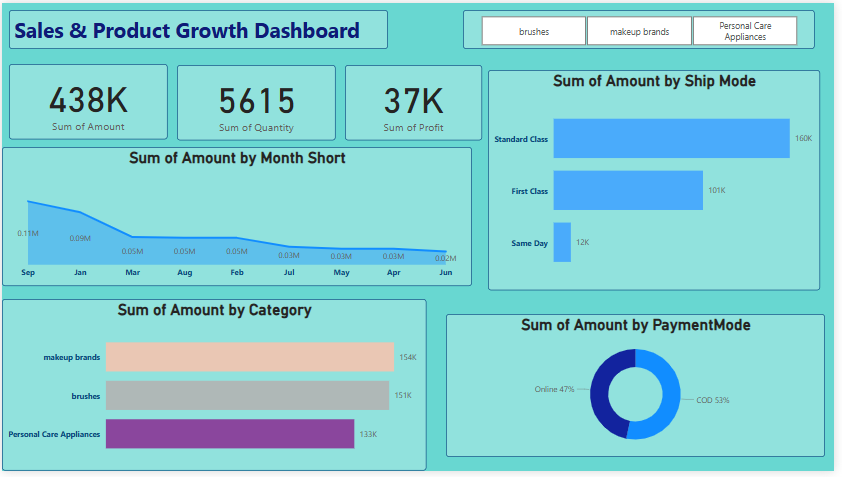 Sales & Product Growth Dashboard
brushes
makeup brands
Personal Care
Appliances
438K
Sum of Amount
5615
Sum of Quantity
37K
Sum of Profit
Sum of Amount by Ship Mode
Standard Class
160K
First Class
101K
Same Day
12K
Sum of Amount by Month Short
0.11M
0.09M
0.05M
0.05M
0.05M
0.03M
0.03M
0.03M
0.02M
Sep Jan Mar Aug Feb Jul May Apr Jun
Sum of Amount by Category
makeup brands
154K
brushes
151K
Personal Care Appliances
133K
Sum of Amount by PaymentMode
Online 47%
COD 53%